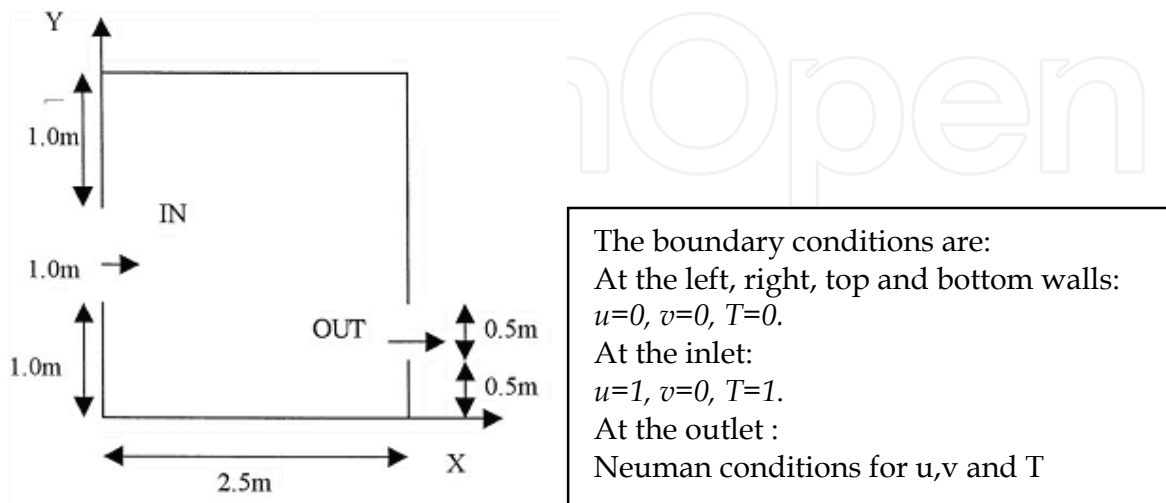 Y
nOpen
1.0m
IN
1.0m
OUT
0.5m
1.0m
0.5m
X
2.5m
The boundary conditions are:
At the left, right, top and bottom walls:
u=0, v=0, T=0.
At the inlet:
u=1, v=0, T=1.
At the outlet :
Neuman conditions for u,v and T